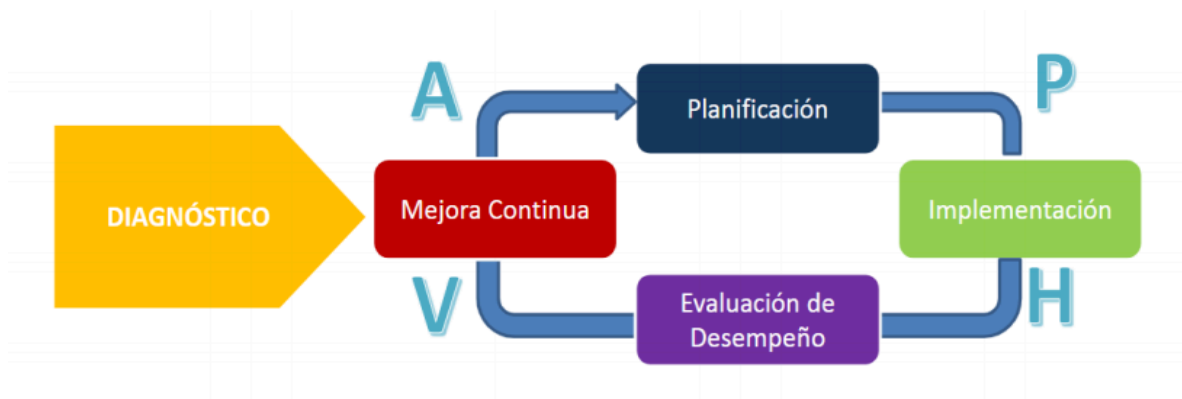 A
Planificación
P
DIAGNÓSTICO
Mejora Continua
Implementación
V
Evaluación de
Desempeño
H